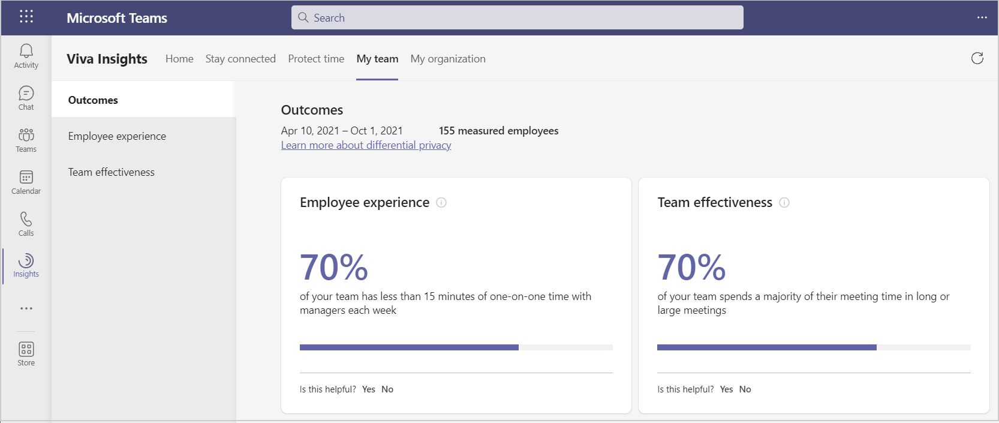 Microsoft Teams
Search
Activity
Chat
Teams
Calendar
Calls
Insights
Store
Viva Insights
Home
Stay connected
Protect time
My team
My organization
Outcomes
Employee experience
Team effectiveness
Outcomes
Apr 10, 2021 – Oct 1, 2021
155 measured employees
Learn more about differential privacy
Employee experience
70%
of your team has less than 15 minutes of one-on-one time with
managers each week
Is this helpful? Yes No
Team effectiveness
70%
of your team spends a majority of their meeting time in long or
large meetings
Is this helpful? Yes No